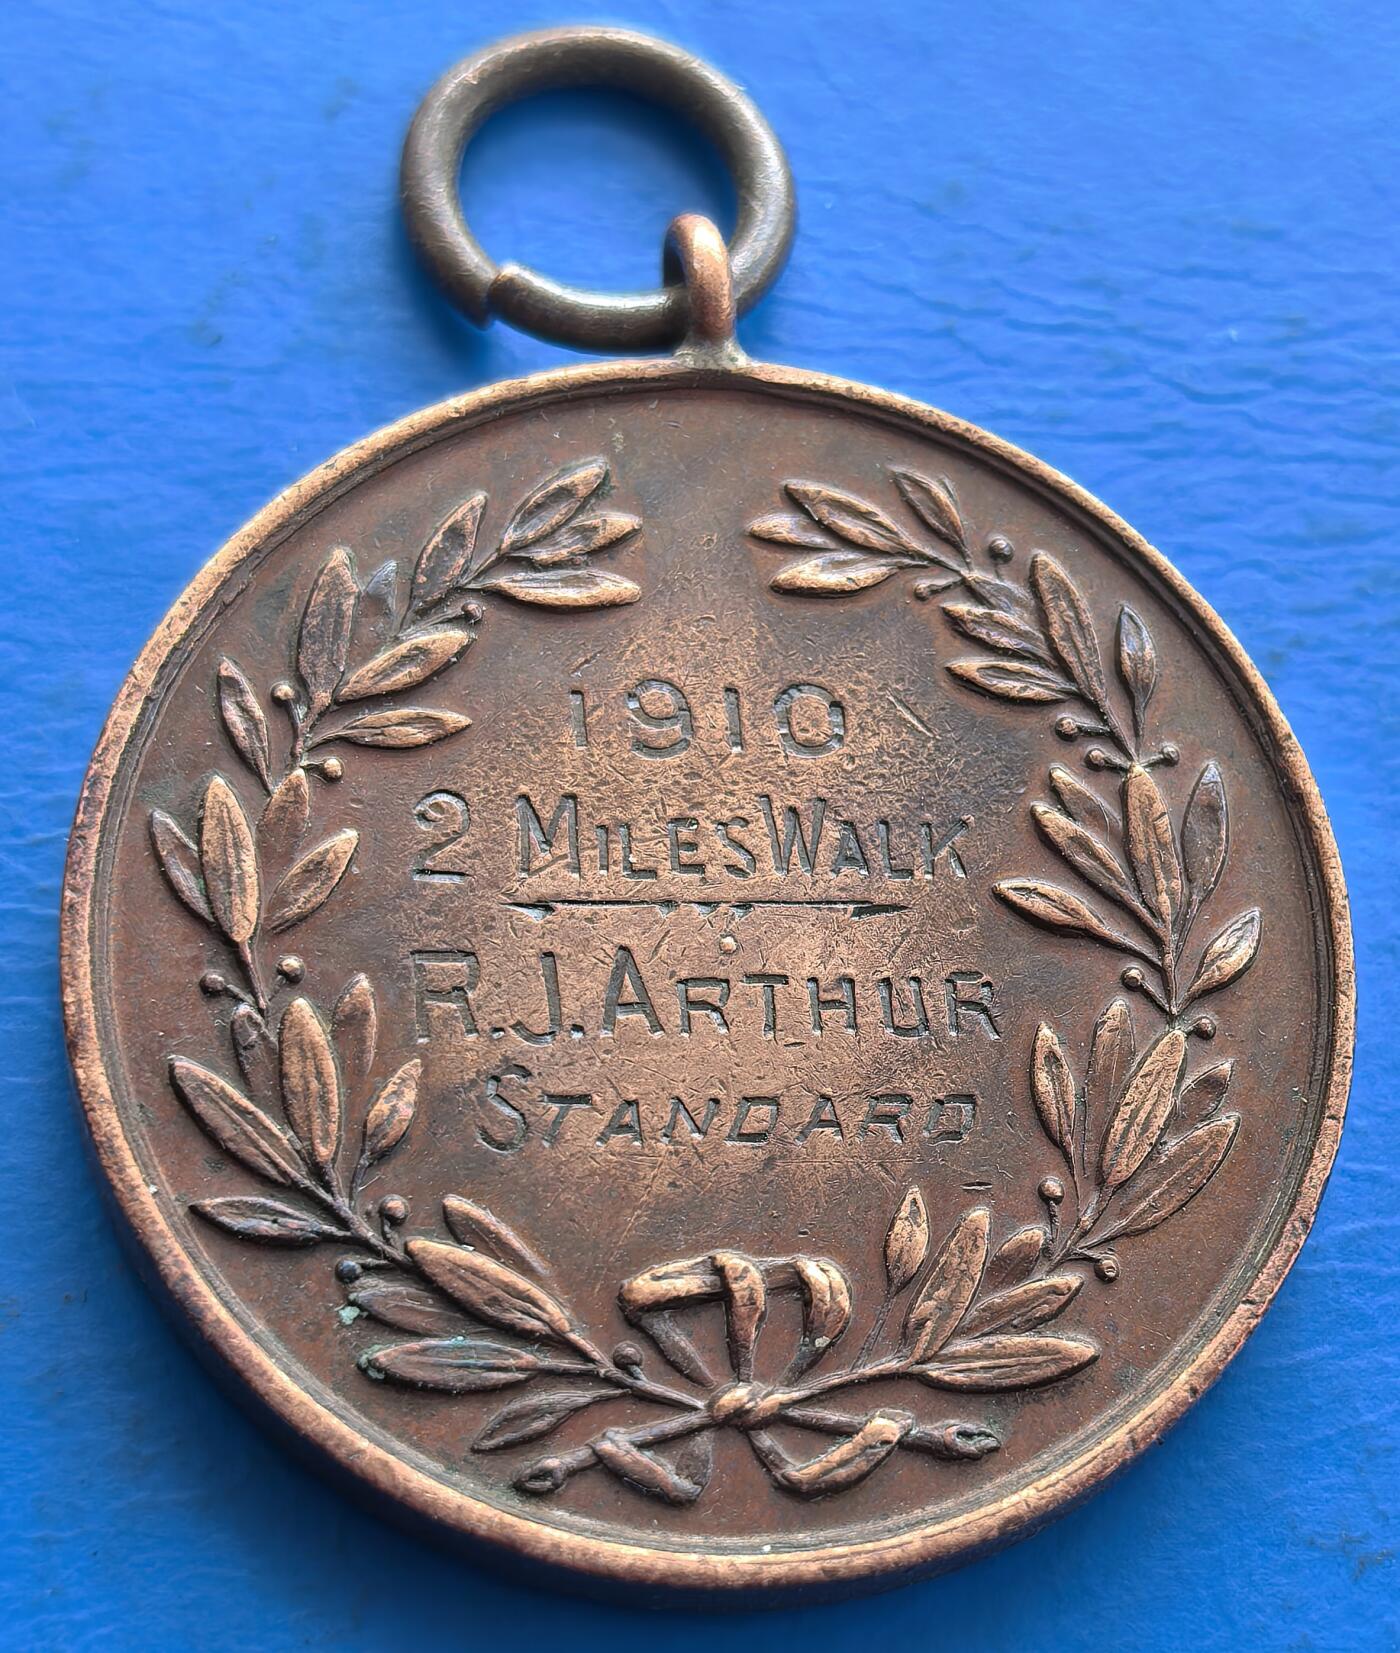 1910
2 MILES WALK
R.J. ARTHUR
STANDARD